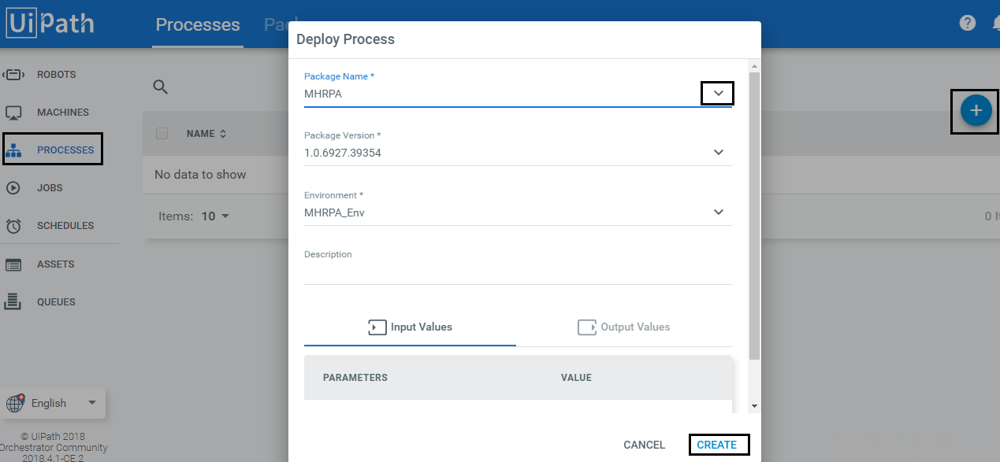 UiPath
Processes
Pac
Deploy Process
ROBOTS
MACHINES
PROCESSES
JOBS
SCHEDULES
ASSETS
QUEUES
NAME
No data to show
Items: 10
0 It
Package Name *
MHRPA
Package Version *
1.0.6927.39354
Environment *
MHRPA_Env
Description
Input Values
Output Values
PARAMETERS VALUE
CANCEL CREATE
English
© UiPath 2018
Orchestrator Community
2018.4.1-CE.2